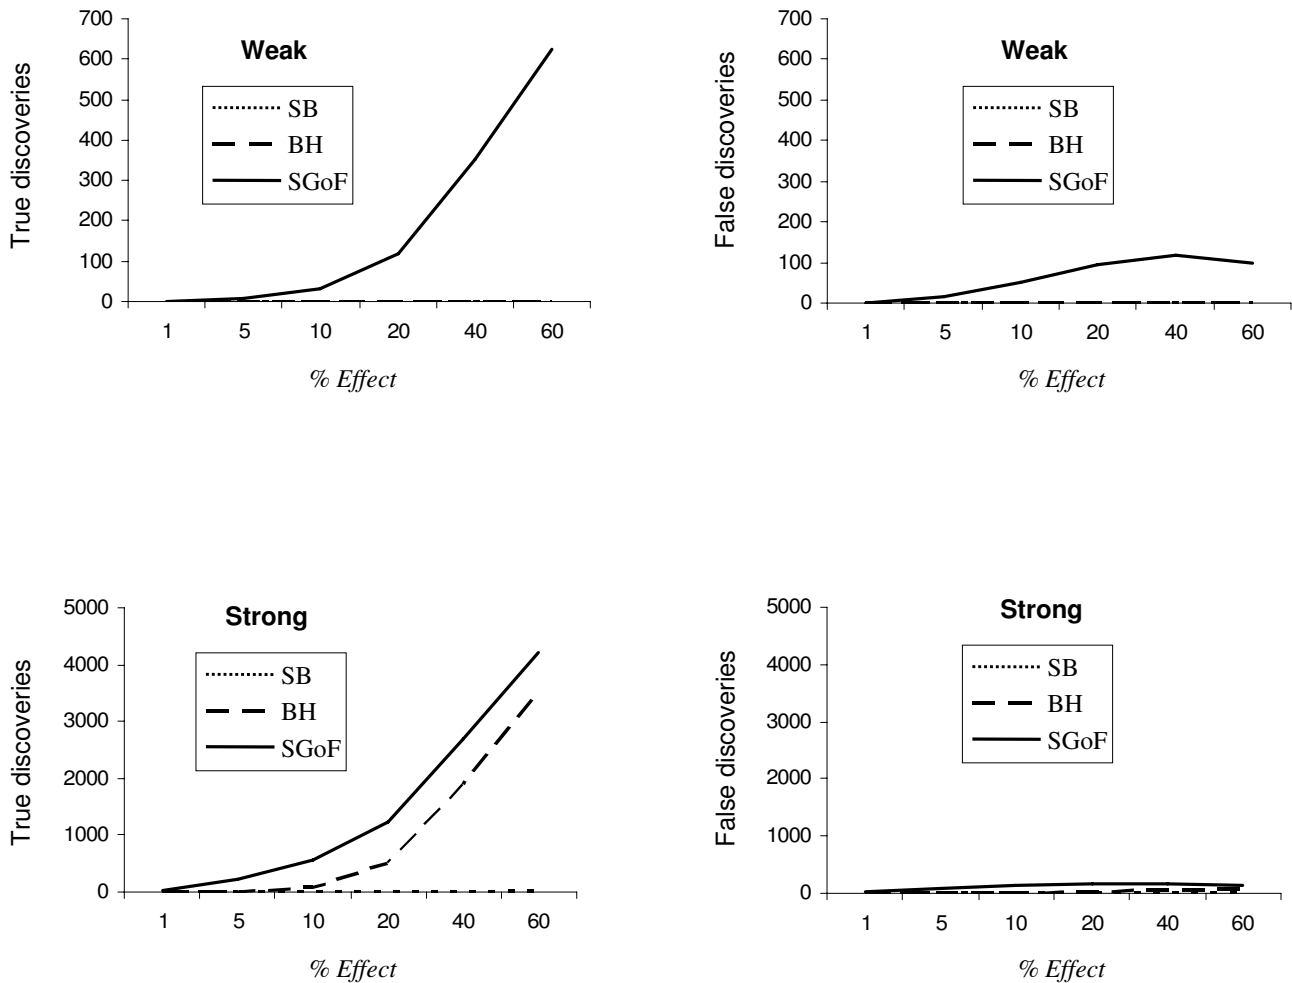 Weak
True discoveries
700
600
500
400
300
200
100
0
SB
BH
SGoF
1 5 10 20 40 60
% Effect
Weak
False discoveries
700
600
500
400
300
200
100
0
SB
BH
SGoF
1 5 10 20 40 60
% Effect
Strong
True discoveries
5000
4000
3000
2000
1000
0
SB
BH
SGoF
1 5 10 20 40 60
% Effect
Strong
False discoveries
5000
4000
3000
2000
1000
0
SB
BH
SGoF
1 5 10 20 40 60
% Effect